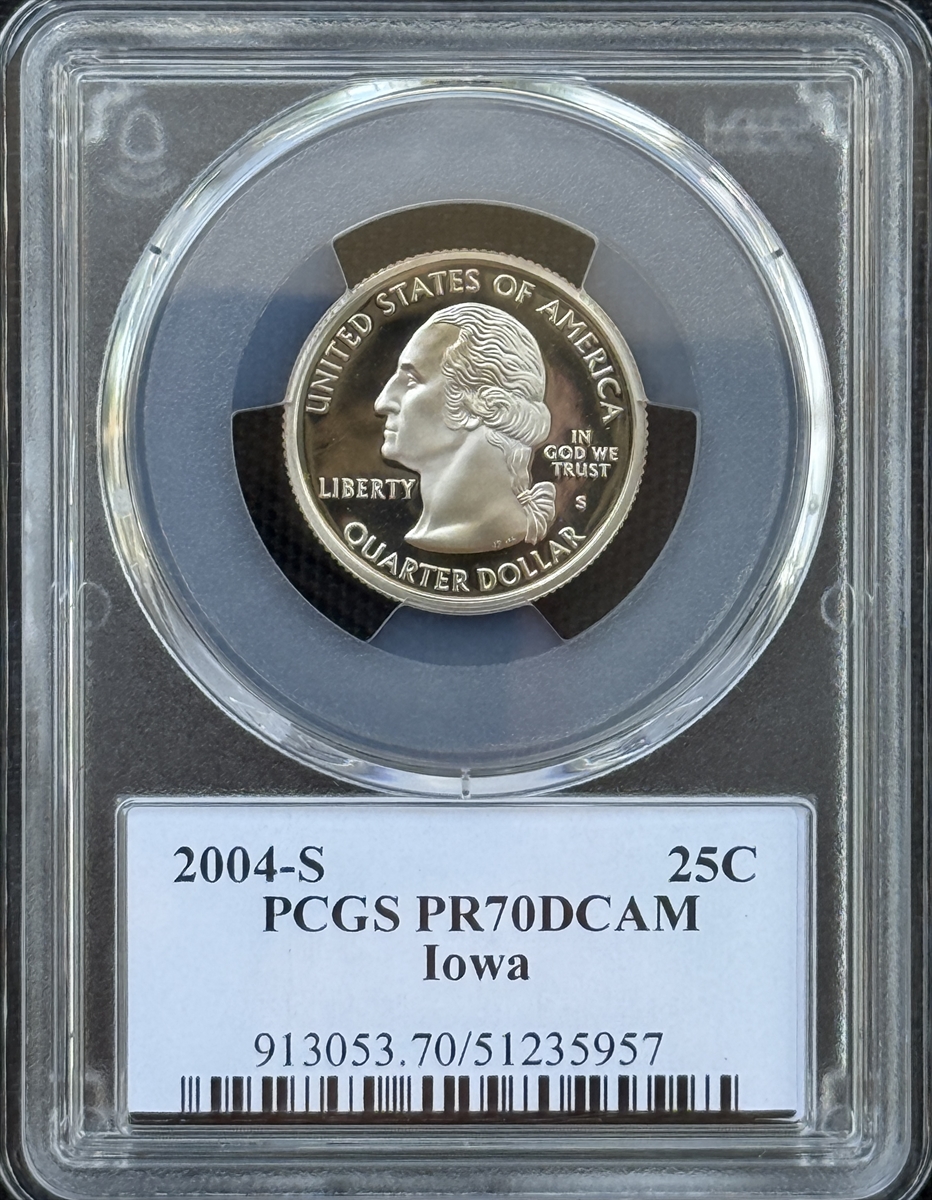 UNITED STATES OF AMERICA
LIBERTY
IN
GOD WE
TRUST
S
QUARTER DOLLAR
2004-S 25C
PCGS PR70DCAM
Iowa
913053.70/51235957